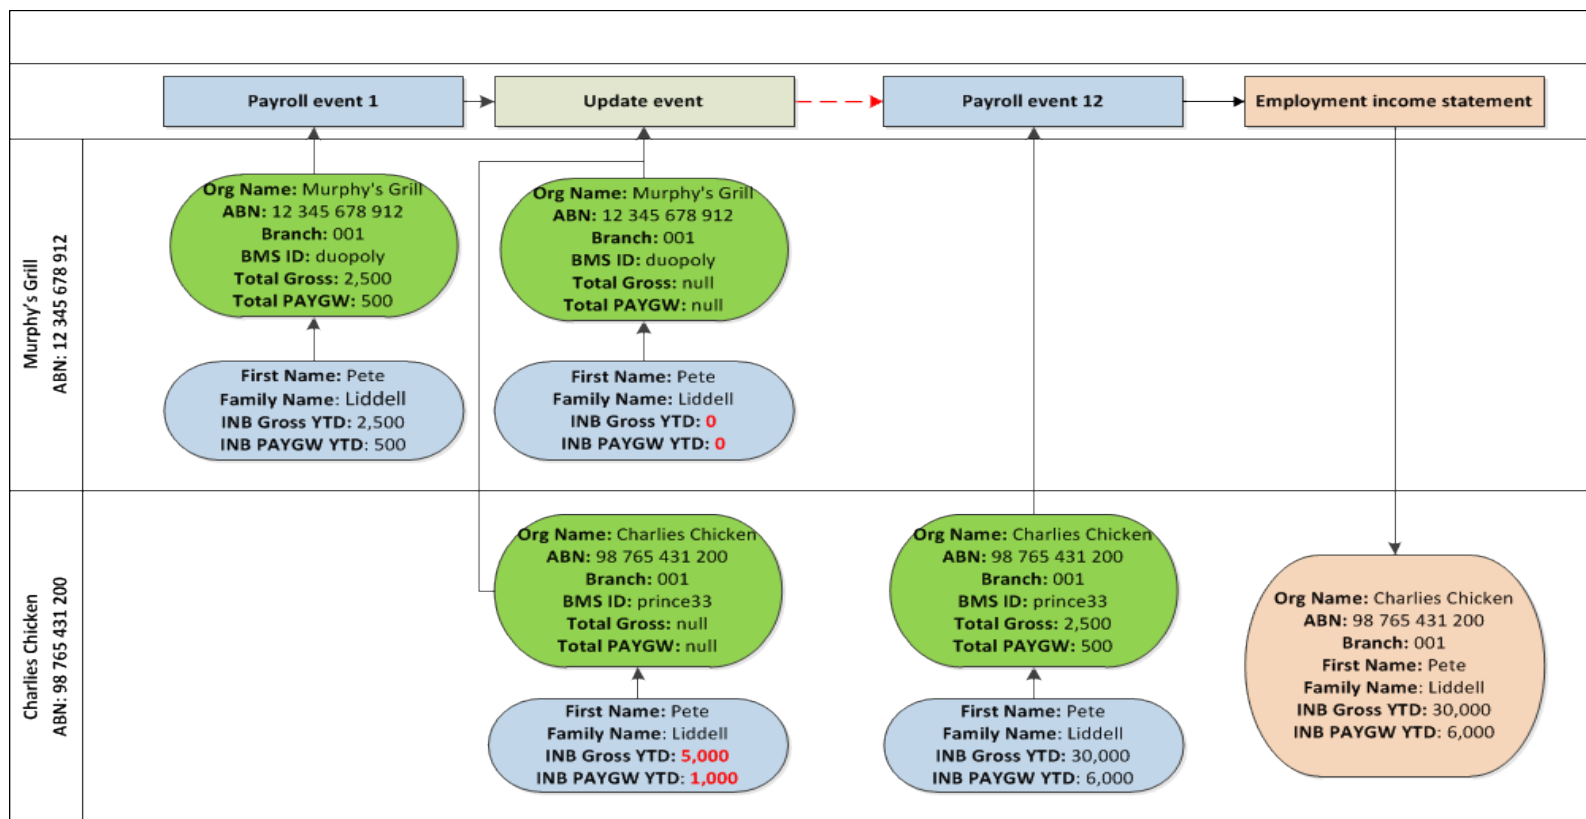 Payroll event 1
Update event
Payroll event 12
Employment income statement
Murphy's Grill
ABN: 12 345 678 912
Org Name: Murphy's Grill
ABN: 12 345 678 912
Branch: 001
BMS ID: duopoly
Total Gross: 2,500
Total PAYGW: 500
First Name: Pete
Family Name: Liddell
INB Gross YTD: 2,500
INB PAYGW YTD: 500
Org Name: Murphy's Grill
ABN: 12 345 678 912
Branch: 001
BMS ID: duopoly
Total Gross: null
Total PAYGW: null
First Name: Pete
Family Name: Liddell
INB Gross YTD: 0
INB PAYGW YTD: 0
Charlies Chicken
ABN: 98 765 431 200
Org Name: Charlies Chicken
ABN: 98 765 431 200
Branch: 001
BMS ID: prince33
Total Gross: null
Total PAYGW: null
First Name: Pete
Family Name: Liddell
INB Gross YTD: 5,000
INB PAYGW YTD: 1,000
Org Name: Charlies Chicken
ABN: 98 765 431 200
Branch: 001
BMS ID: prince33
Total Gross: 2,500
Total PAYGW: 500
First Name: Pete
Family Name: Liddell
INB Gross YTD: 30,000
INB PAYGW YTD: 6,000
Org Name: Charlies Chicken
ABN: 98 765 431 200
Branch: 001
First Name: Pete
Family Name: Liddell
INB Gross YTD: 30,000
INB PAYGW YTD: 6,000